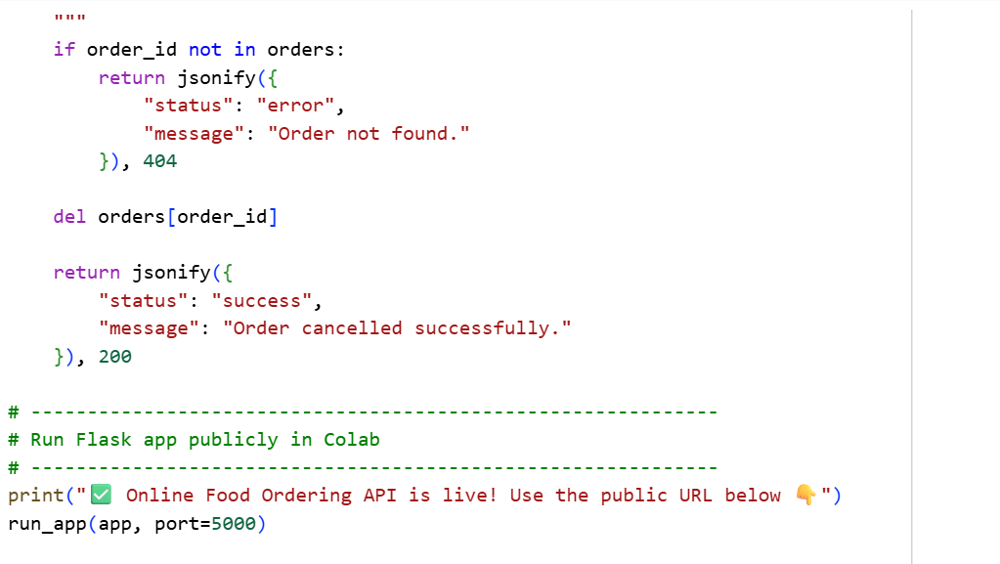 """
if order_id not in orders:
return jsonify({
"status": "error",
"message": "Order not found."
}), 404
del orders[order_id]
return jsonify({
"status": "success",
"message": "Order cancelled successfully."
}), 200
# -------------------------------------------------------------
# Run Flask app publicly in Colab
# -------------------------------------------------------------
print("✅ Online Food Ordering API is live! Use the public URL below 👇")
run_app(app, port=5000)